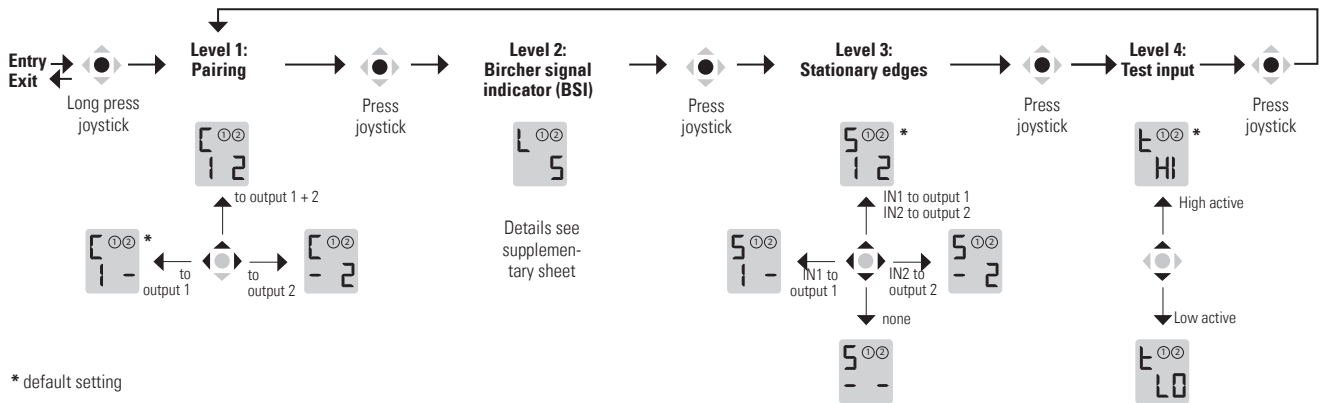 Entry
Exit
Long press
joystick
Level 1:
Pairing
Press
joystick
Level 2:
Bircher signal
indicator (BSI)
Press
joystick
Level 3:
Stationary edges
Press
joystick
Level 4:
Test input
Press
joystick
C ①②
1 2
to output 1 + 2
C ①② *
1 -
to
output 1
to
output 2
C ①②
- 2
L ①②
5
Details see
supplemen-
tary sheet
S ①② *
1 2
IN1 to output 1
IN2 to output 2
S ①②
1 -
IN1 to
output 1
IN2 to
output 2
S ①②
- 2
none
S ①②
- -
t ①② *
HI
High active
Low active
t ①②
LO
* default setting